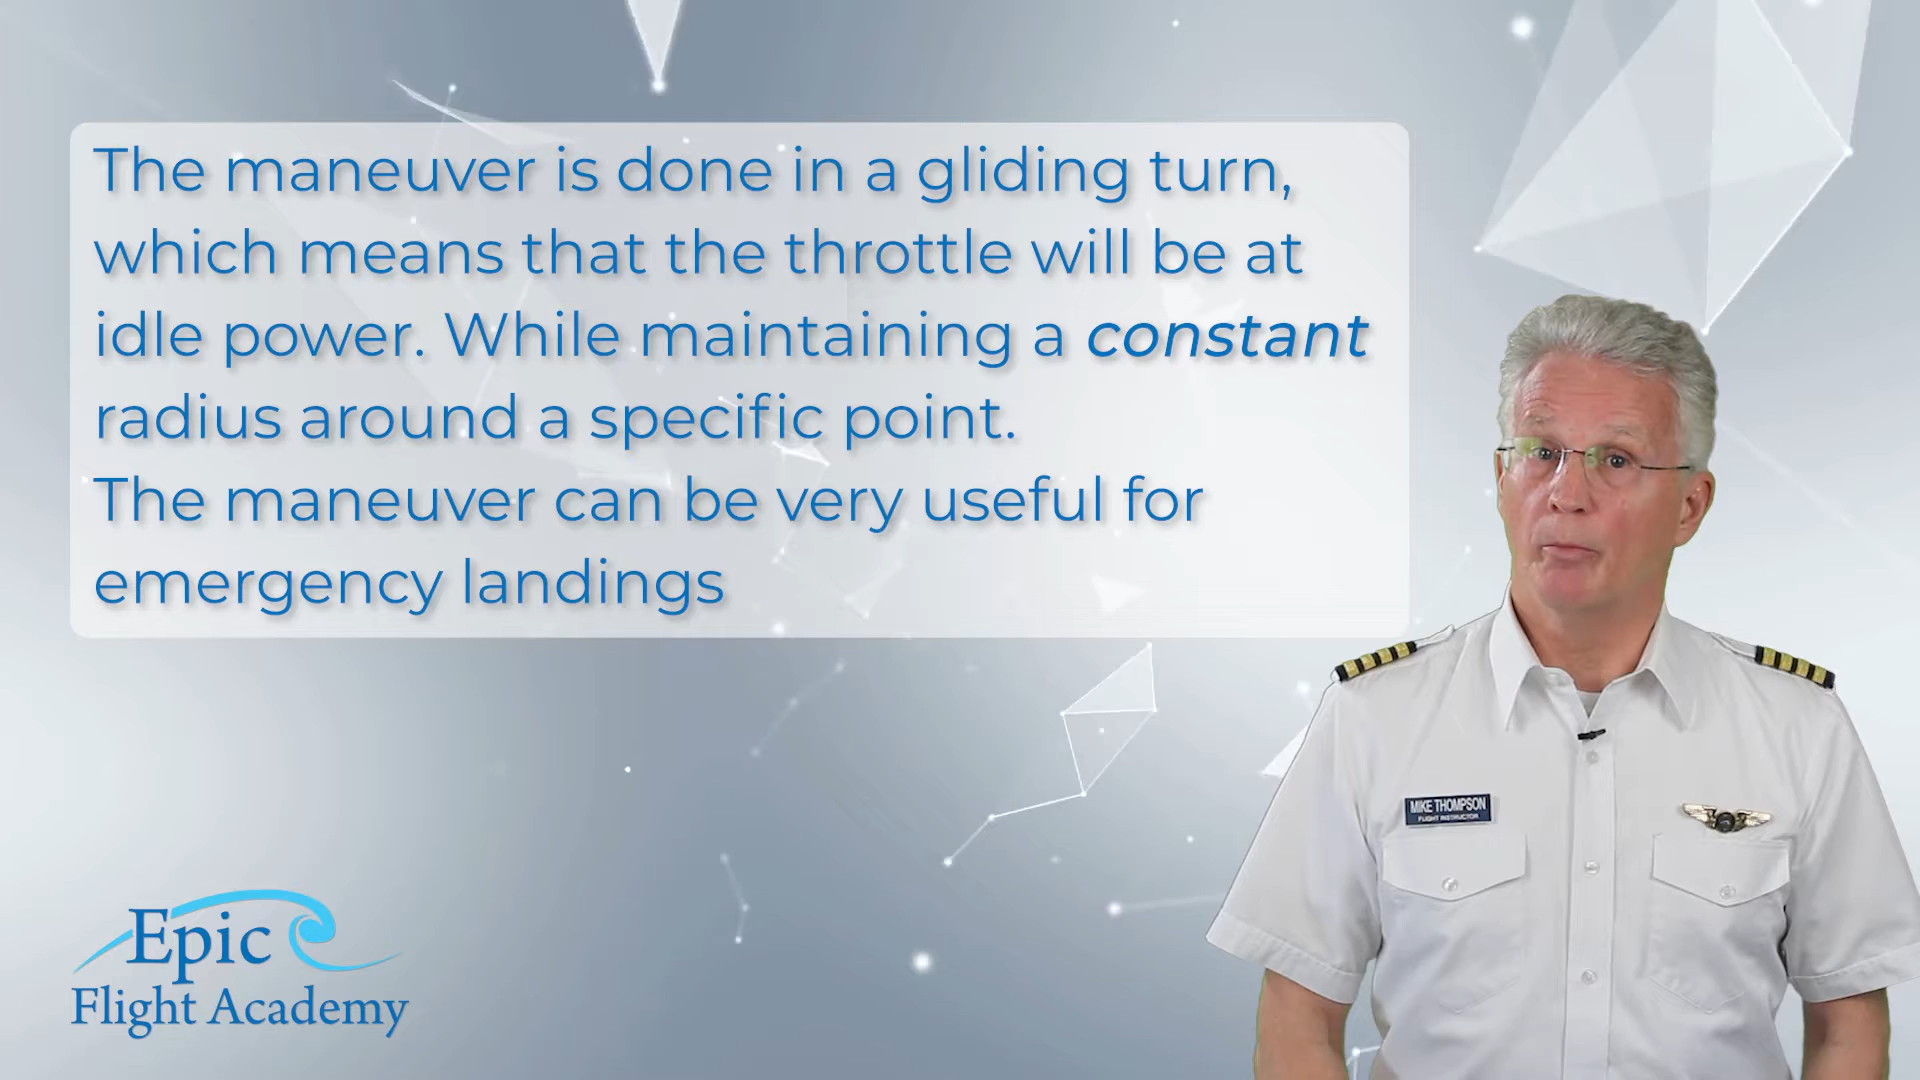 The maneuver is done in a gliding turn,
which means that the throttle will be at
idle power. While maintaining a constant
radius around a specific point.
The maneuver can be very useful for
emergency landings
MIKE THOMPSON
FLIGHT INSTRUCTOR
Epic
Flight Academy